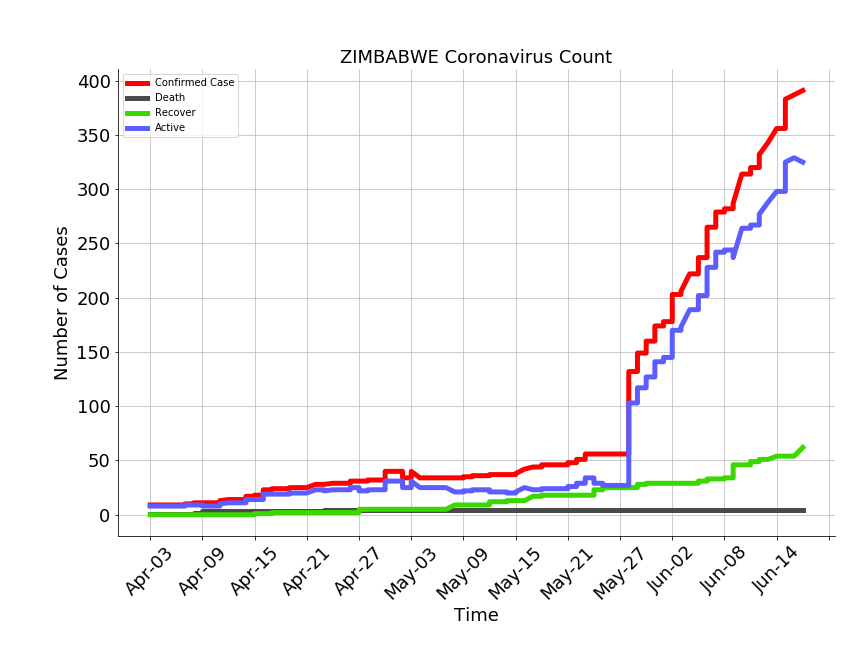 ZIMBABWE Coronavirus Count
Confirmed Case
Death
Recover
Active
400
350
300
250
200
150
100
50
0
Number of Cases
Apr-03
Apr-09
Apr-15
Apr-21
Apr-27
May-03
May-09
May-15
May-21
May-27
Jun-02
Jun-08
Jun-14
Time